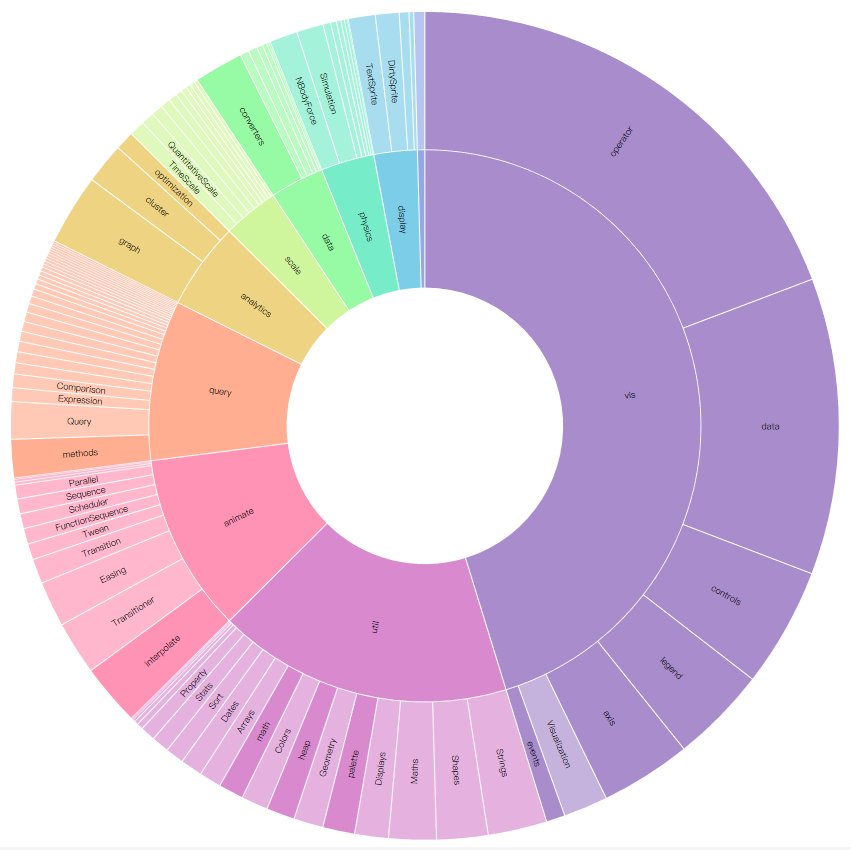 operator
data
controls
legend
axis
Visualization
events
vis
Strings
Shapes
Maths
Displays
palette
Geometry
heap
Colors
math
Arrays
Dates
Sort
Stats
Property
util
interpolate
Transitioner
Easing
Transition
Tween
FunctionSequence
Scheduler
Sequence
Parallel
animate
methods
Query
Expression
Comparison
query
graph
cluster
optimization
analytics
TimeScale
QuantitativeScale
scale
converters
data
NBodyForce
Simulation
physics
TextSprite
DirtySprite
display